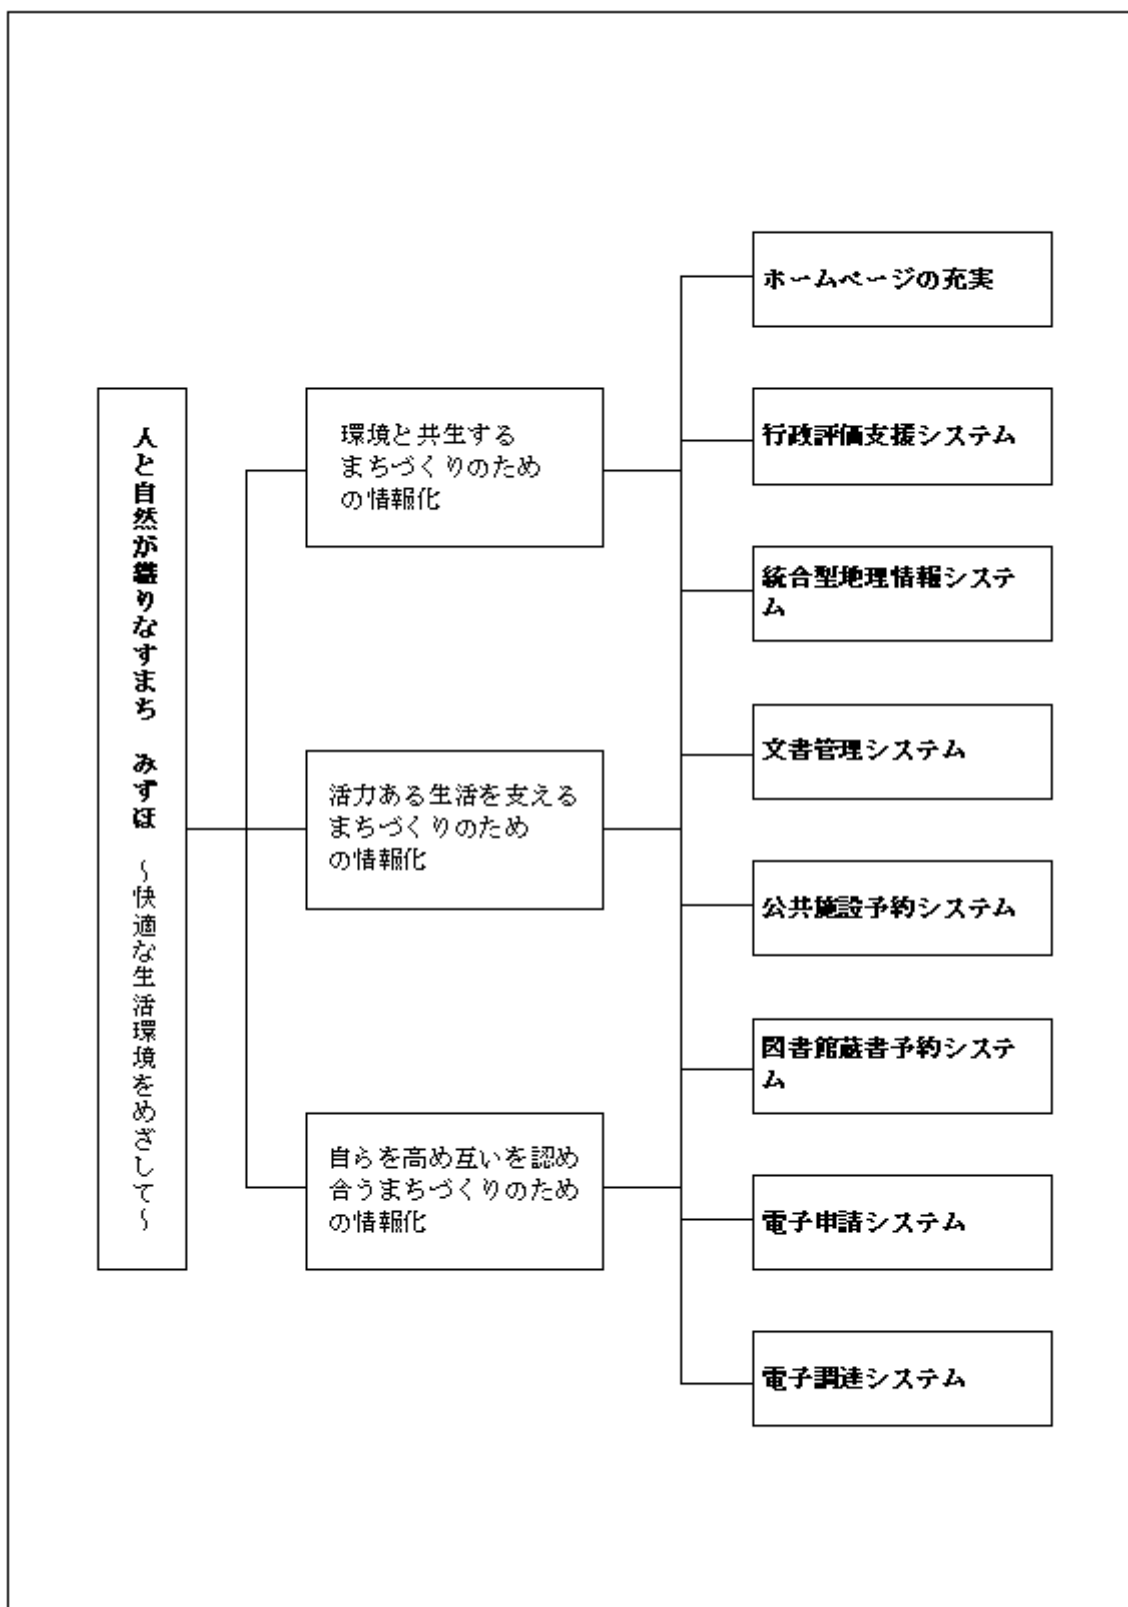 人と自然が織りなすまち　みずほ　～快適な生活環境をめざして～
環境と共生する
まちづくりのため
の情報化
活力ある生活を支える
まちづくりのため
の情報化
自らを高め互いを認め
合うまちづくりのため
の情報化
ホームページの充実
行政評価支援システム
統合型地理情報システ
ム
文書管理システム
公共施設予約システム
図書館蔵書予約システ
ム
電子申請システム
電子調達システム